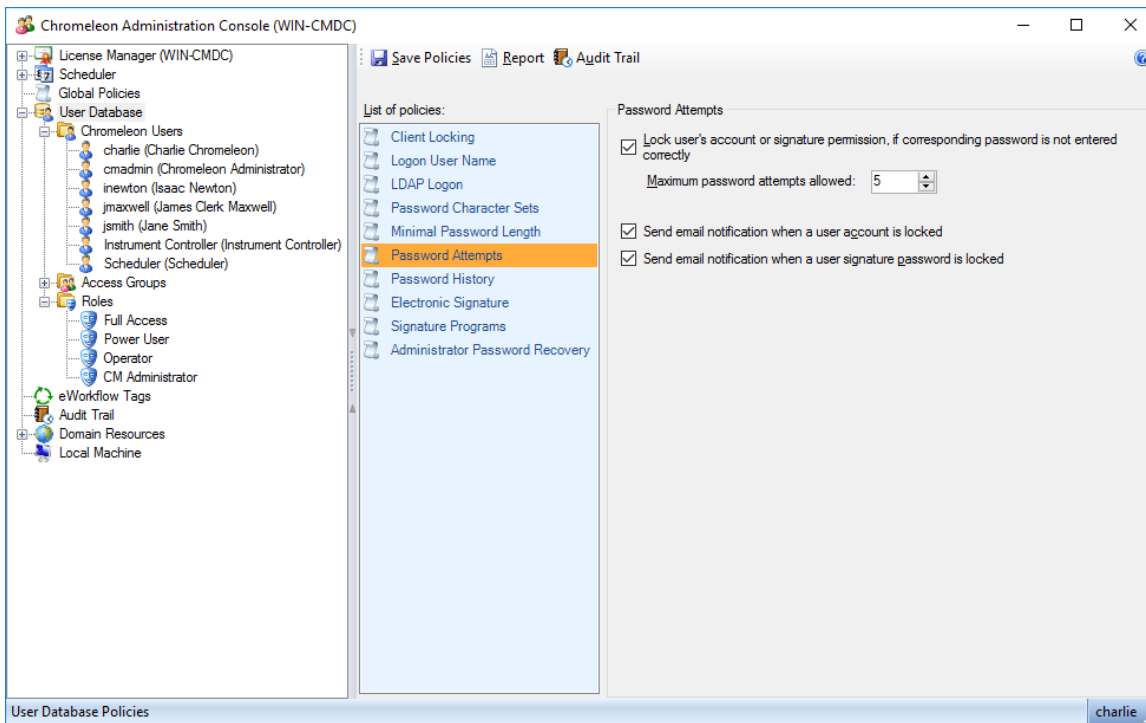 Chromeleon Administration Console (WIN-CMDC)
License Manager (WIN-CMDC)
Scheduler
Global Policies
User Database
Chromeleon Users
charlie (Charlie Chromeleon)
cmadmin (Chromeleon Administrator)
inewton (Isaac Newton)
jmaxwell (James Clerk Maxwell)
jsmith (Jane Smith)
Instrument Controller (Instrument Controller)
Scheduler (Scheduler)
Access Groups
Roles
Full Access
Power User
Operator
CM Administrator
eWorkflow Tags
Audit Trail
Domain Resources
Local Machine
Save Policies Report Audit Trail
List of policies:
Client Locking
Logon User Name
LDAP Logon
Password Character Sets
Minimal Password Length
Password Attempts
Password History
Electronic Signature
Signature Programs
Administrator Password Recovery
Password Attempts
Lock user's account or signature permission, if corresponding password is not entered
correctly
Maximum password attempts allowed: 5
Send email notification when a user account is locked
Send email notification when a user signature password is locked
User Database Policies
charlie